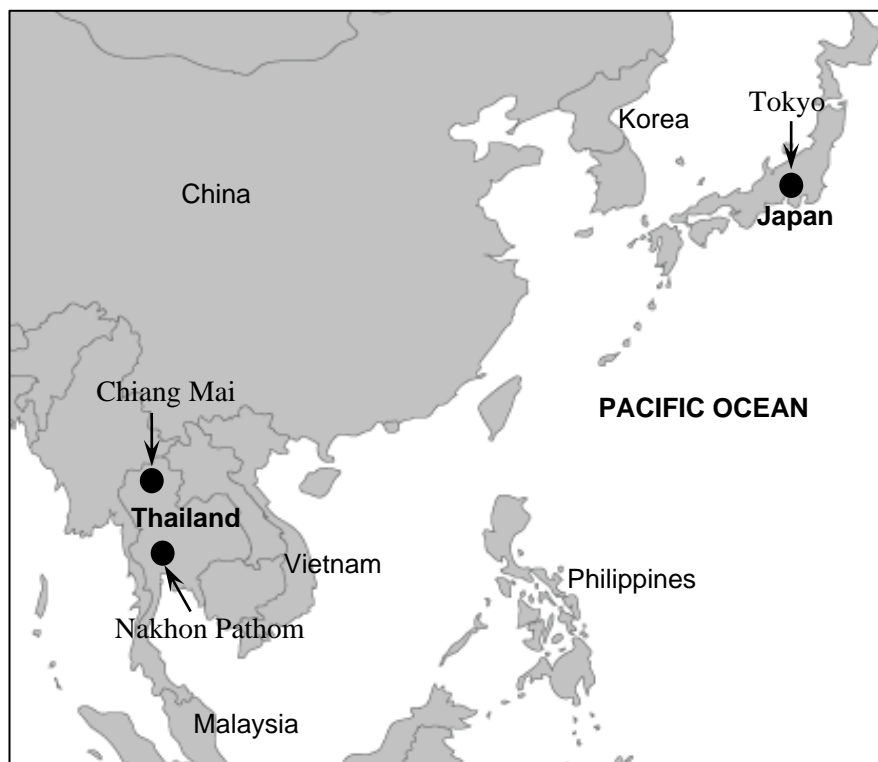 Tokyo
Korea
China
Japan
Chiang Mai
PACIFIC OCEAN
Thailand
Vietnam
Philippines
Nakhon Pathom
Malaysia